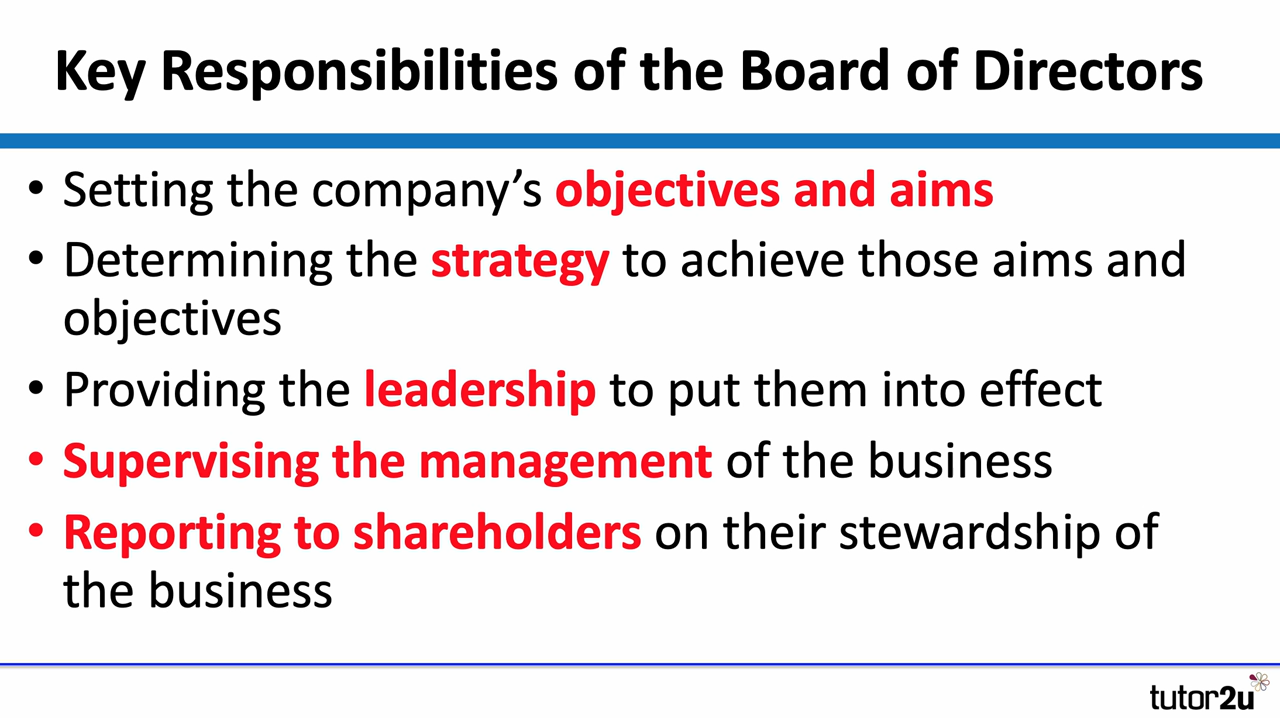 Key Responsibilities of the Board of Directors
• Setting the company’s objectives and aims
• Determining the strategy to achieve those aims and
objectives
• Providing the leadership to put them into effect
• Supervising the management of the business
• Reporting to shareholders on their stewardship of
the business
tutor2u